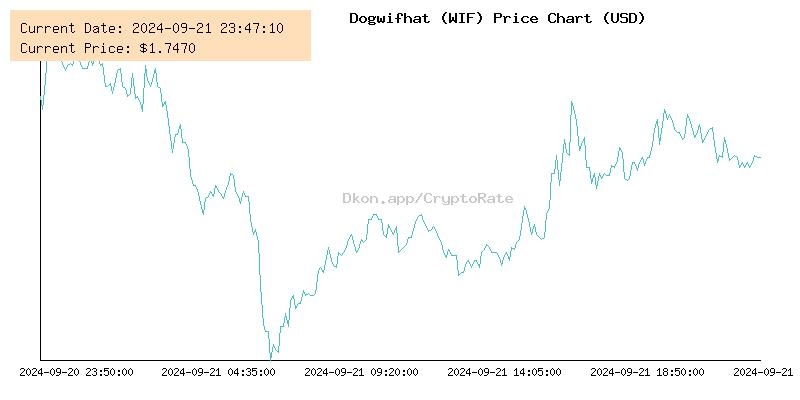 Dogwifhat (WIF) Price Chart (USD)
Current Date: 2024-09-21 23:47:10
Current Price: $1.7470
Dkon.app/CryptoRate
2024-09-20 23:50:00 2024-09-21 04:35:00 2024-09-21 09:20:00 2024-09-21 14:05:00 2024-09-21 18:50:00 2024-09-21